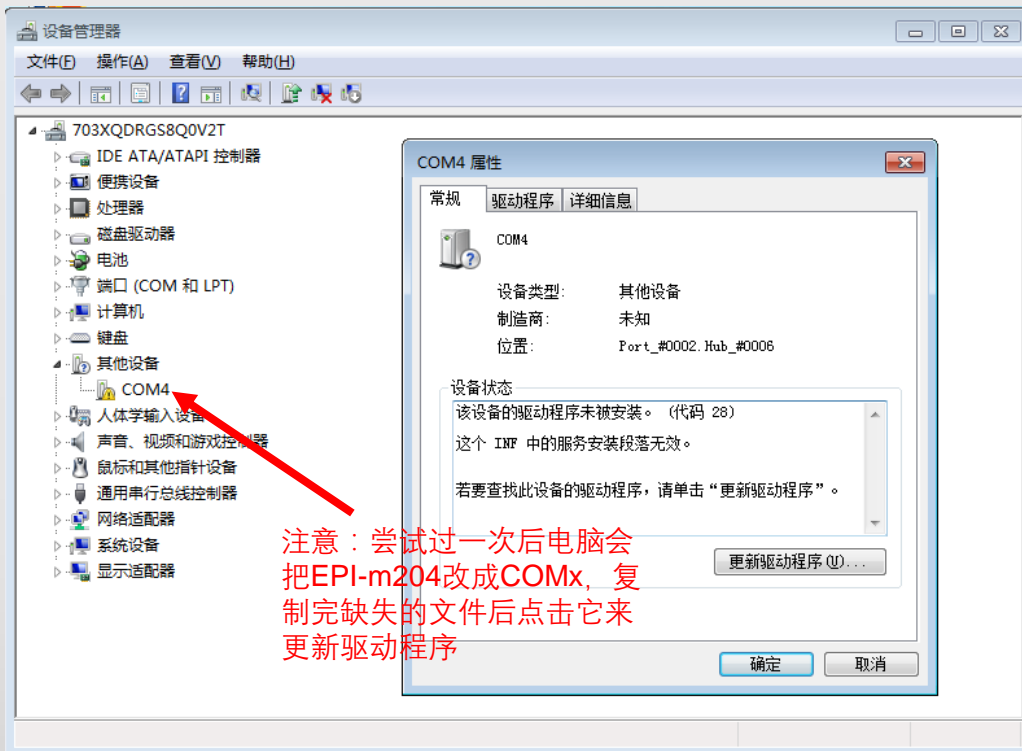 设备管理器
文件(F) 操作(A) 查看(V) 帮助(H)
703XQDRGS8Q0V2T
IDE ATA/ATAPI 控制器
便携设备
处理器
磁盘驱动器
电池
端口 (COM 和 LPT)
计算机
键盘
其他设备
COM4
人体学输入设备
声音、视频和游戏控制器
鼠标和其他指针设备
通用串行总线控制器
网络适配器
系统设备
显示适配器
COM4 属性
常规 驱动程序 详细信息
COM4
设备类型: 其他设备
制造商: 未知
位置: Port_#0002.Hub_#0006
设备状态
该设备的驱动程序未被安装。 (代码 28)
这个 INF 中的服务安装段落无效。
若要查找此设备的驱动程序，请单击“更新驱动程序”。
更新驱动程序(U)...
确定 取消
注意：尝试过一次后电脑会
把EPI-m204改成COMx，复
制完缺失的文件后点击它来
更新驱动程序